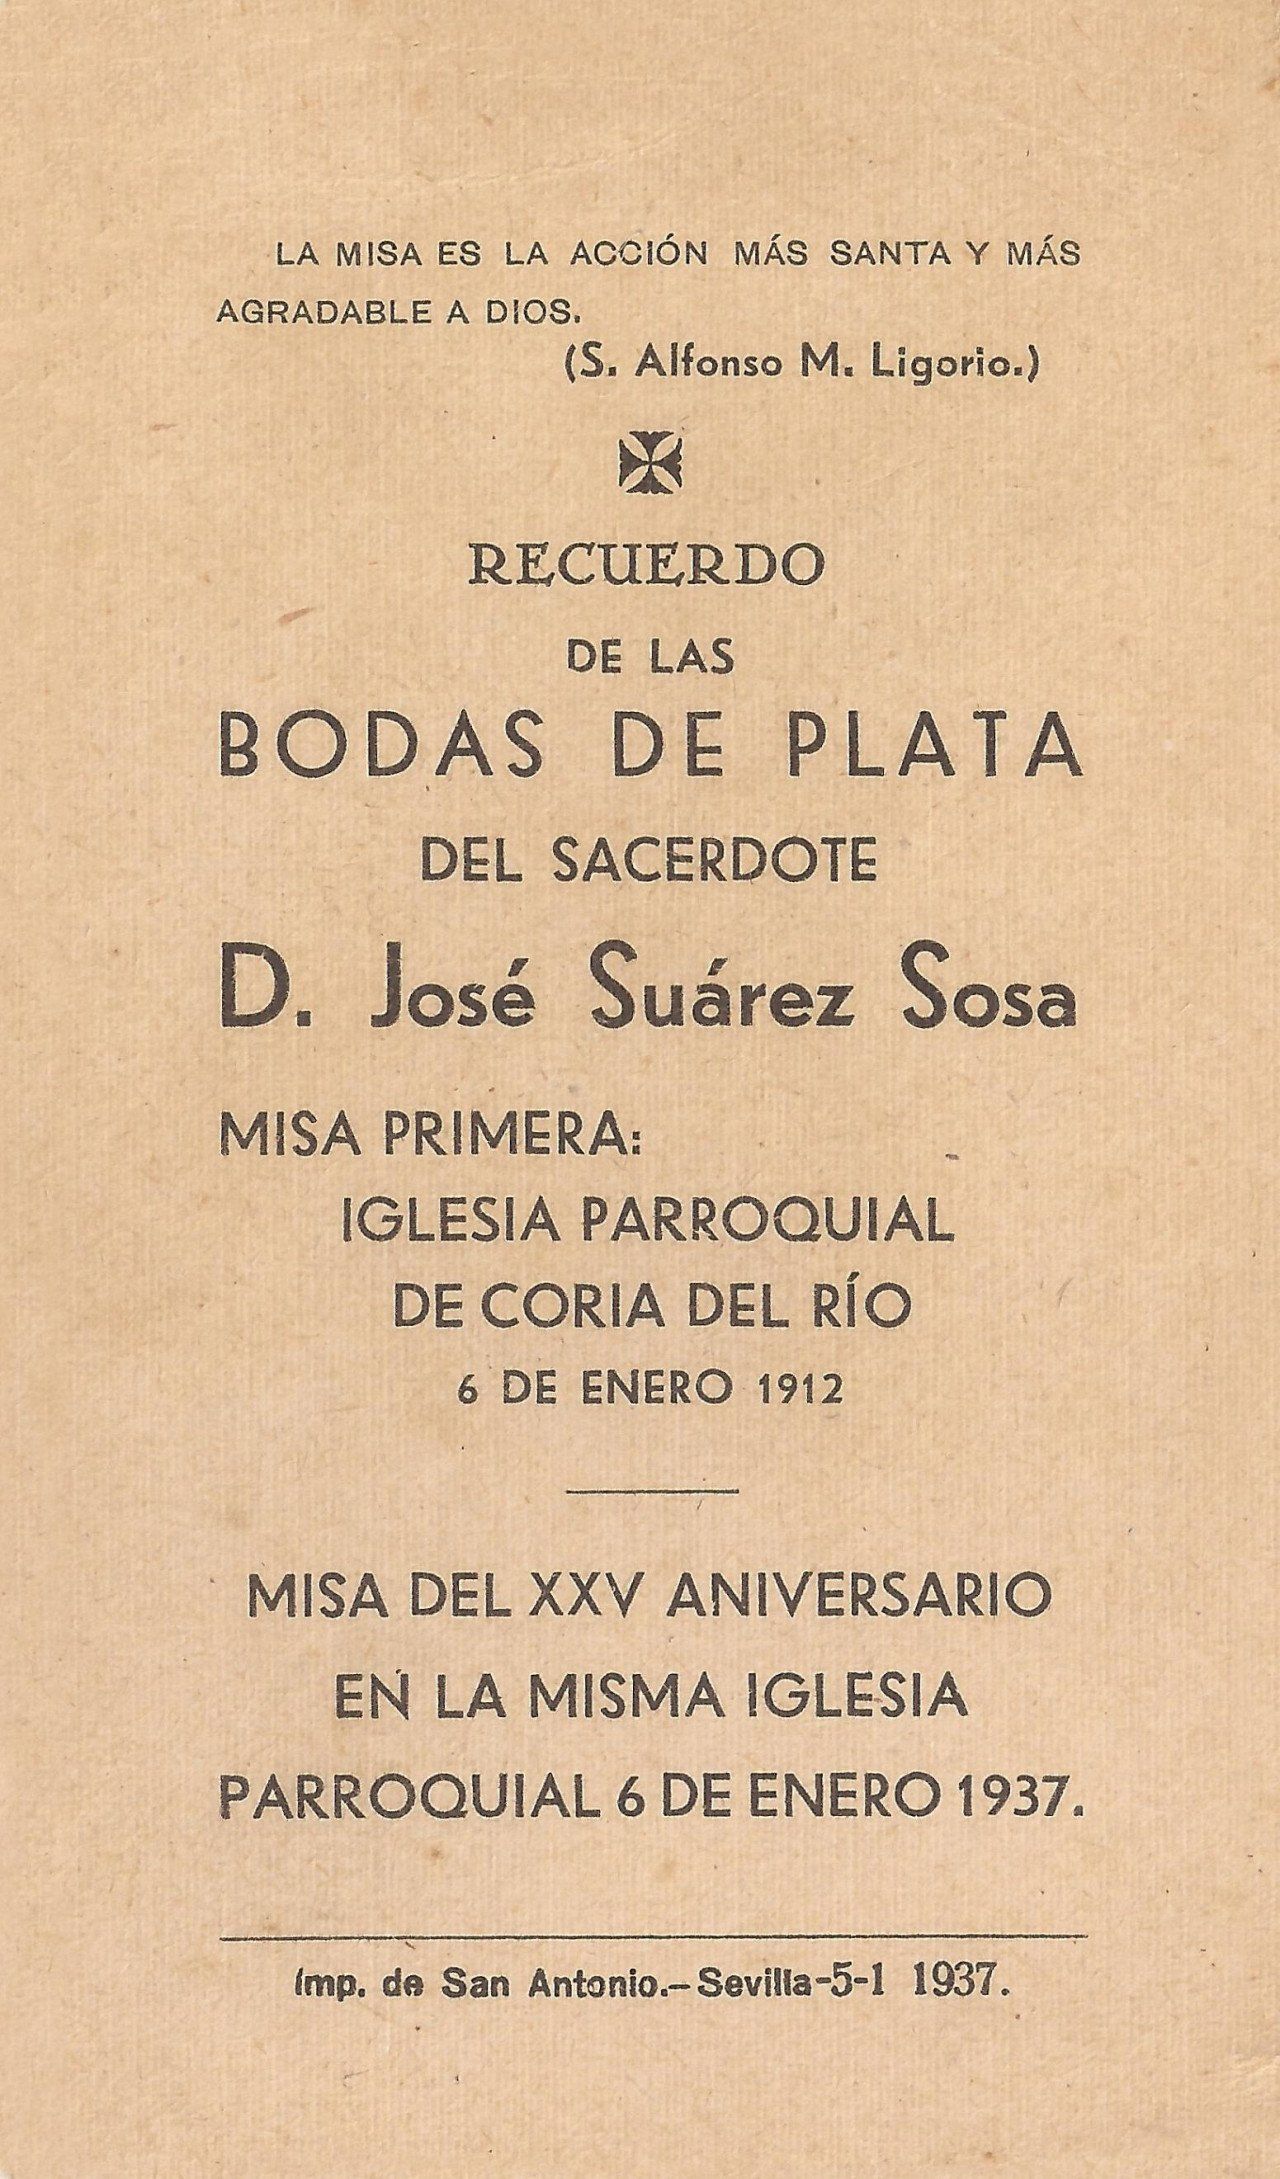 LA MISA ES LA ACCIÓN MÁS SANTA Y MÁS
AGRADABLE A DIOS.
(S. Alfonso M. Ligorio.)
RECUERDO
DE LAS
BODAS DE PLATA
DEL SACERDOTE
D. José Suárez Sosa
MISA PRIMERA:
IGLESIA PARROQUIAL
DE CORIA DEL RÍO
6 DE ENERO 1912
MISA DEL XXV ANIVERSARIO
EN LA MISMA IGLESIA
PARROQUIAL 6 DE ENERO 1937.
Imp. de San Antonio.-Sevilla-5-1 1937.